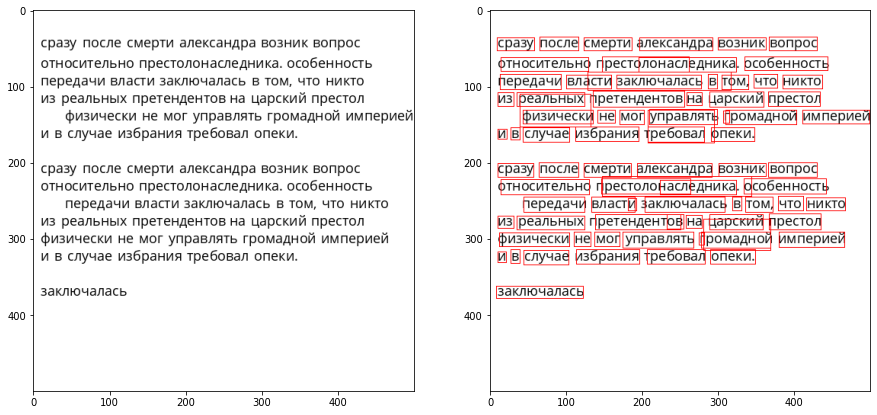 0
сразу после смерти александра возник вопрос
относительно престолонаследника. особенность
передачи власти заключалась в том, что никто
100
из реальных претендентов на царский престол
физически не мог управлять громадной империей
и в случае избрания требовал опеки.
200
сразу после смерти александра возник вопрос
относительно престолонаследника. особенность
передачи власти заключалась в том, что никто
из реальных претендентов на царский престол
300
физически не мог управлять громадной империей
и в случае избрания требовал опеки.
заключалась
400
0 100 200 300 400
0
сразу после смерти александра возник вопрос
относительно престолонаследника. особенность
передачи власти заключалась в том, что никто
100
из реальных претендентов на царский престол
физически не мог управлять громадной империей
и в случае избрания требовал опеки.
200
сразу после смерти александра возник вопрос
относительно престолонаследника. особенность
передачи власти заключалась в том, что никто
из реальных претендентов на царский престол
300
физически не мог управлять громадной империей
и в случае избрания требовал опеки.
заключалась
400
0 100 200 300 400